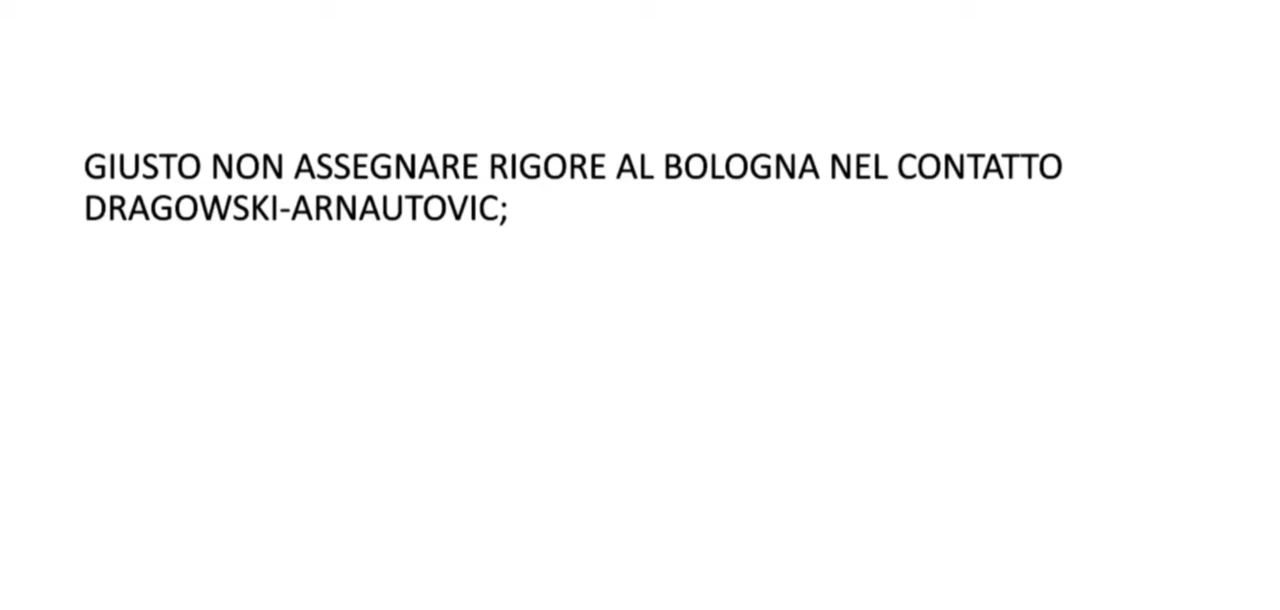 GIUSTO NON ASSEGNARE RIGORE AL BOLOGNA NEL CONTATTO
DRAGOWSKI-ARNAUTOVIC;